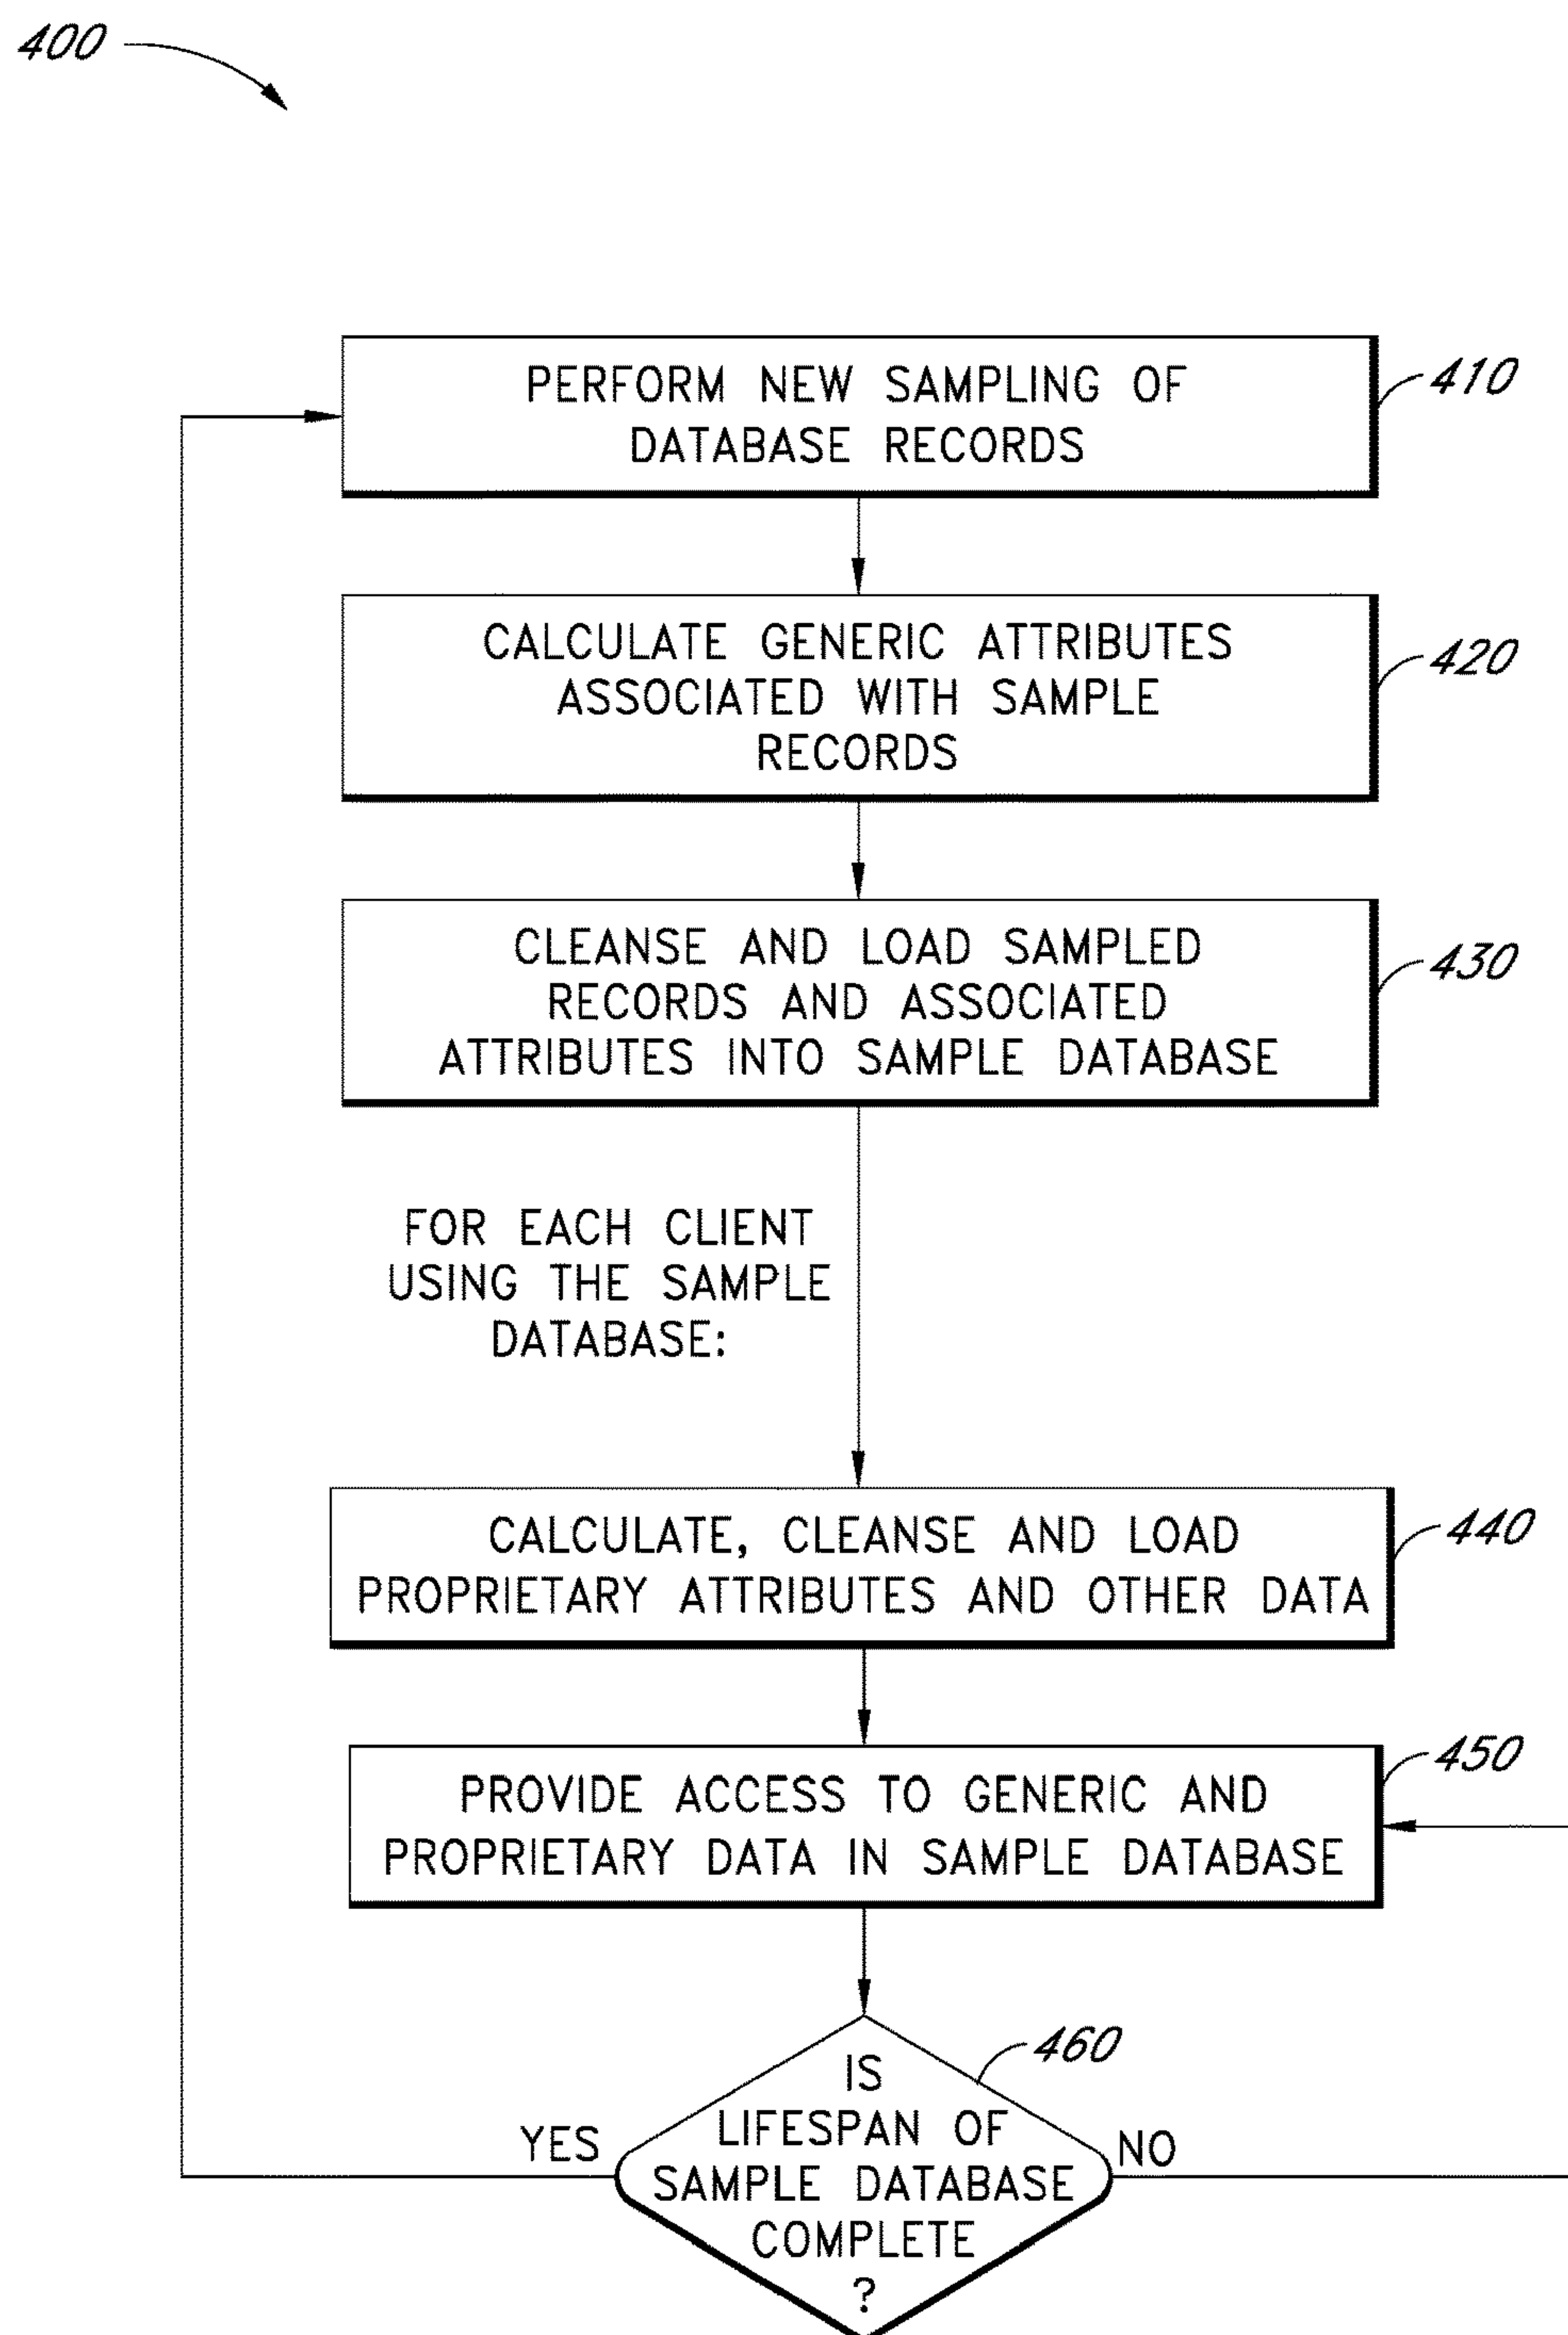 400
PERFORM NEW SAMPLING OF
DATABASE RECORDS
410
CALCULATE GENERIC ATTRIBUTES
ASSOCIATED WITH SAMPLE
RECORDS
420
CLEANSE AND LOAD SAMPLED
RECORDS AND ASSOCIATED
ATTRIBUTES INTO SAMPLE DATABASE
430
FOR EACH CLIENT
USING THE SAMPLE
DATABASE:
CALCULATE, CLEANSE AND LOAD
PROPRIETARY ATTRIBUTES AND OTHER DATA
440
PROVIDE ACCESS TO GENERIC AND
PROPRIETARY DATA IN SAMPLE DATABASE
450
460
IS
LIFESPAN OF
SAMPLE DATABASE
COMPLETE
?
YES
NO